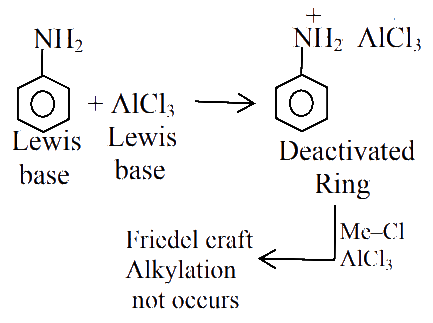 NH2
+ AlCl3
Lewis base
Lewis base
+
NH2 AlCl3
Deactivated
Ring
Me–Cl
AlCl3
Friedel craft
Alkylation
not occurs